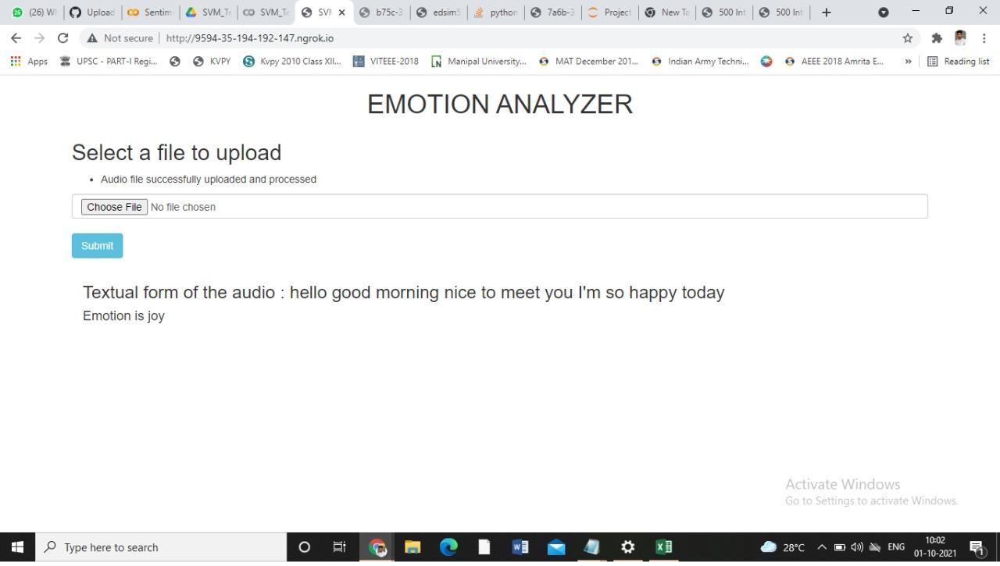 (26) W
Upload
Sentim
SVM_Te
SVM_Te
SVM
b75c-3
edsim5
python
7a6b-3
Project
New Ta
500 Int
500 Int
Not secure | http://9594-35-194-192-147.ngrok.io
Apps UPSC - PART-I Regi... KVPY Kvpy 2010 Class XII... VITEEE-2018 Manipal University... MAT December 201... Indian Army Techni... AEEE 2018 Amrita E... » Reading list
EMOTION ANALYZER
Select a file to upload
• Audio file successfully uploaded and processed
Choose File No file chosen
Submit
Textual form of the audio : hello good morning nice to meet you I'm so happy today
Emotion is joy
Activate Windows
Go to Settings to activate Windows.
Type here to search
28°C
ENG
10:02
01-10-2021
1